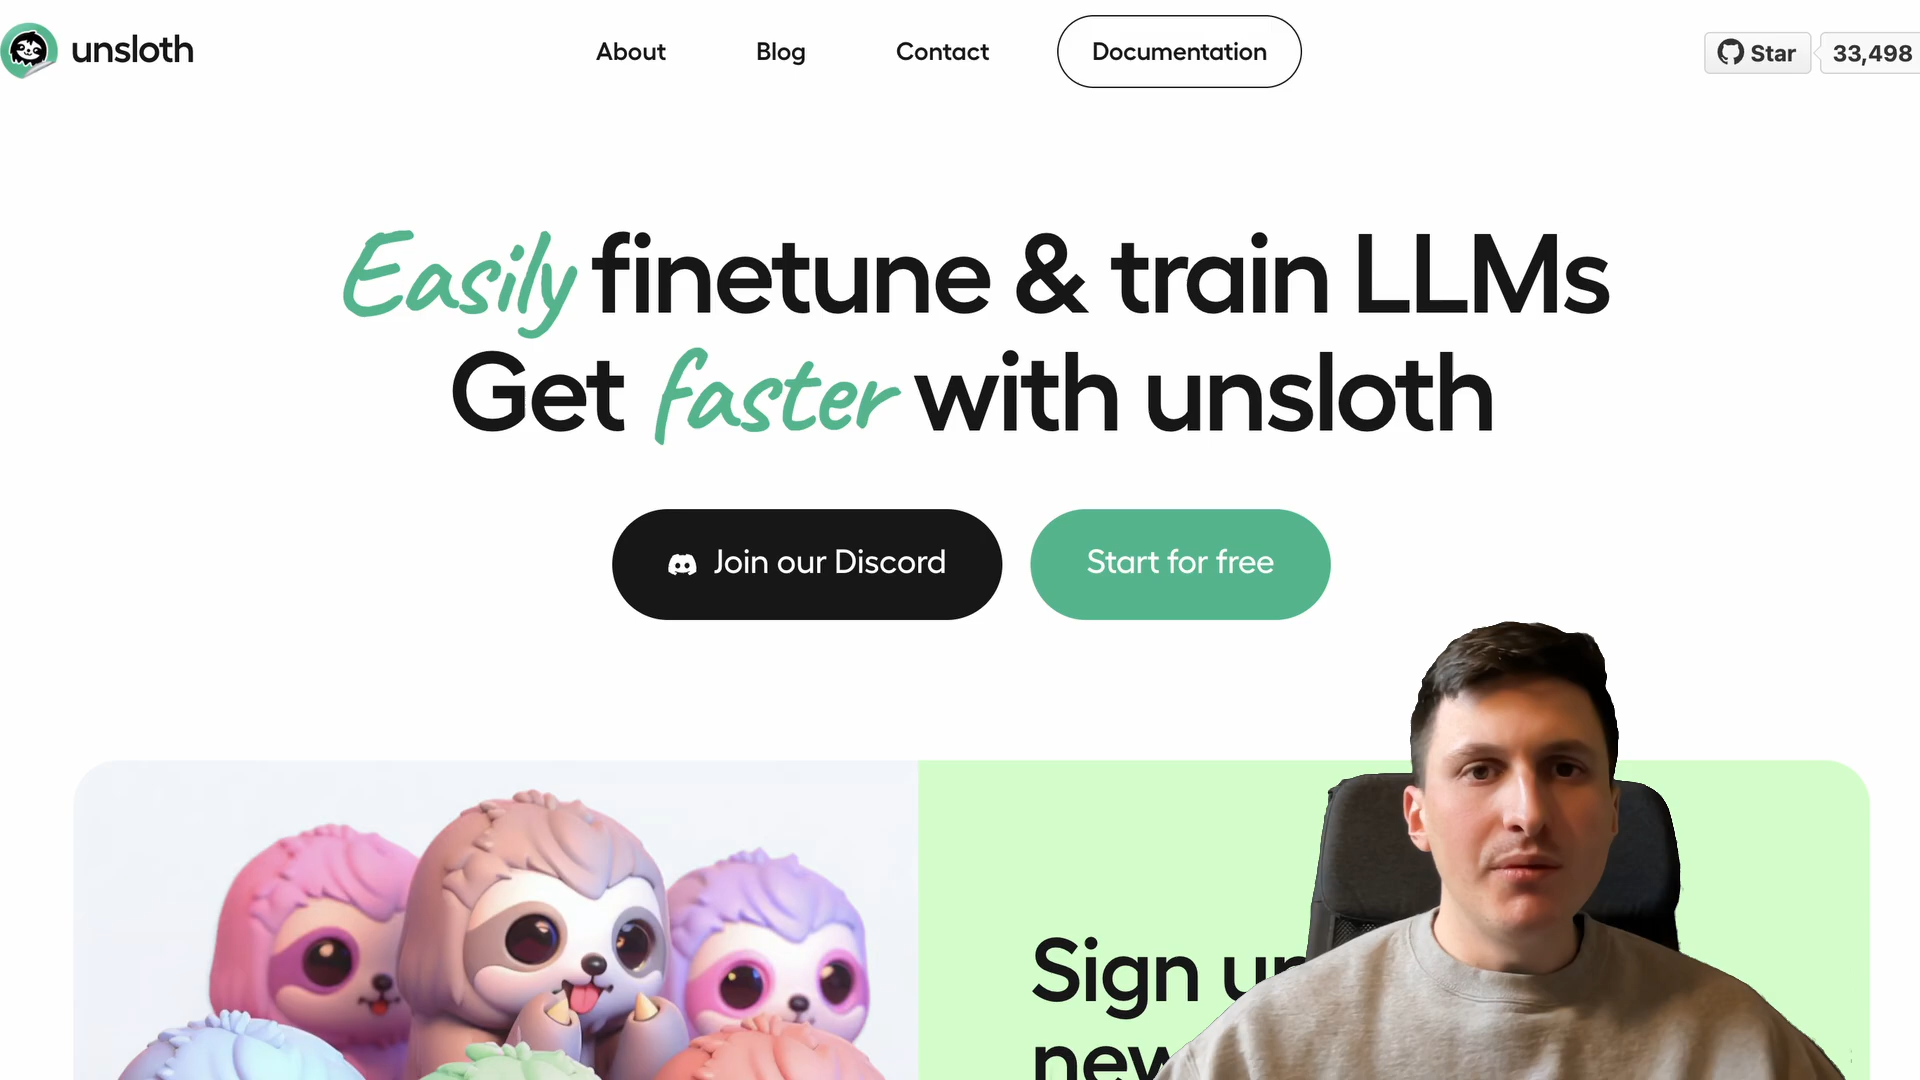 unsloth
About
Blog
Contact
Documentation
Star
33,498
Easily finetune & train LLMs
Get faster with unsloth
Join our Discord
Start for free
Sign